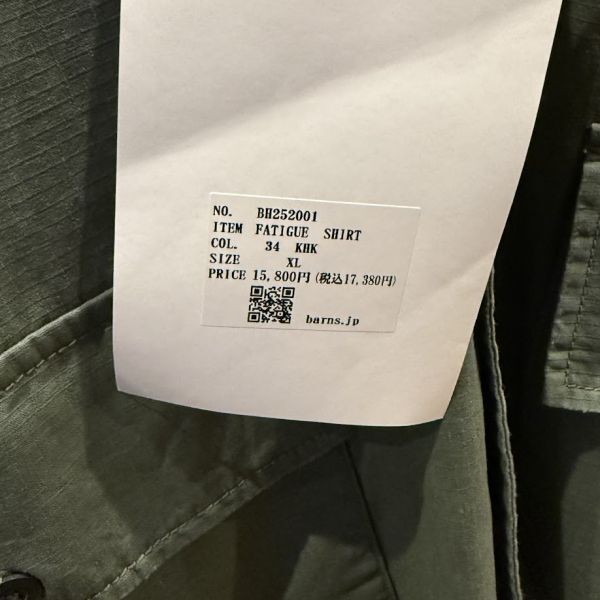 NO. BH252001
ITEM FATIGUE SHIRT
COL. 34 KHK
SIZE XL
PRICE 15,800円(税込17,380円)
barns.jp